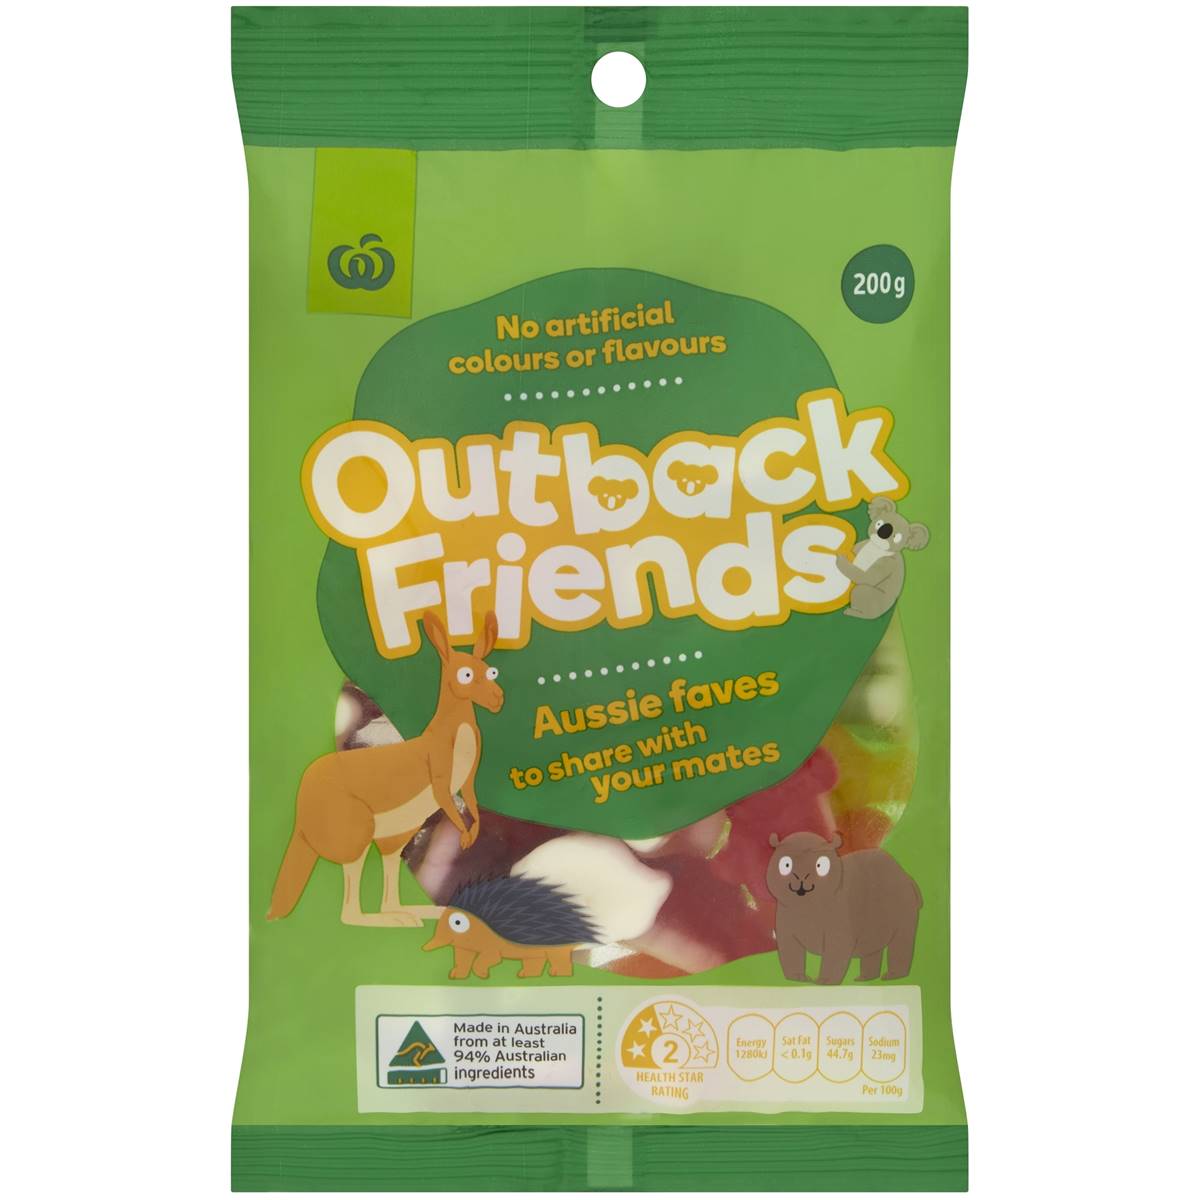 200g
No artificial
colours or flavours
Outback
Friends
Aussie faves
to share with
your mates
Made in Australia
from at least
94% Australian
ingredients
2
HEALTH STAR
RATING
Energy
1280kJ
Sat Fat
< 0.1g
Sugars
44.7g
Sodium
23mg
Per 100g